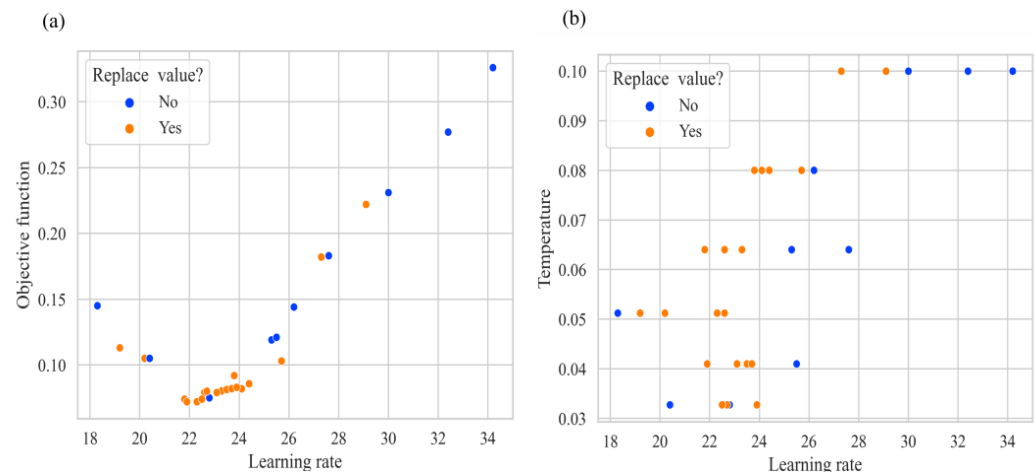 (a)
Replace value?
No
Yes
0.30
0.25
0.20
0.15
0.10
Objective function
18 20 22 24 26 28 30 32 34
Learning rate
(b)
Replace value?
No
Yes
0.10
0.09
0.08
0.06
0.05
0.04
0.03
Temperature
18 20 22 24 26 28 30 32 34
Learning rate